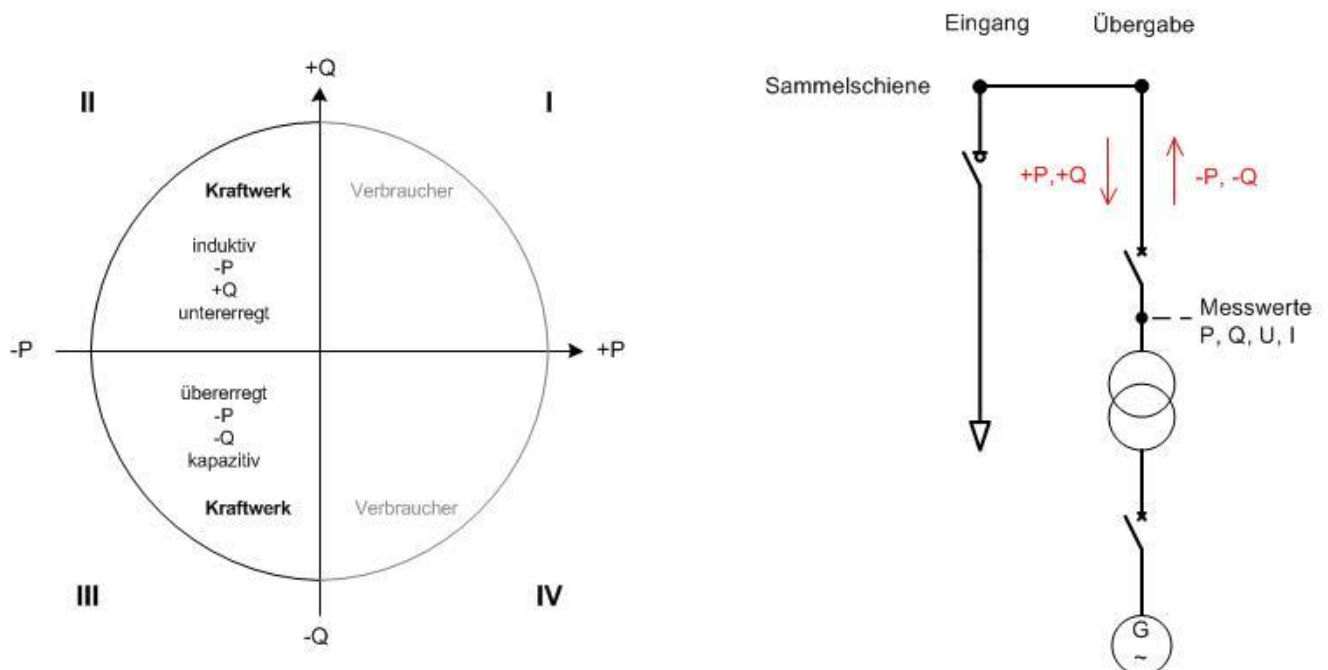 +Q
II
I
Kraftwerk
Verbraucher
induktiv
-P
+Q
untererregt
-P
+P
übererregt
-P
-Q
kapazitiv
Kraftwerk
Verbraucher
III
IV
-Q
Eingang
Übergabe
Sammelschiene
+P,+Q
-P, -Q
Messwerte
P, Q, U, I
G
~